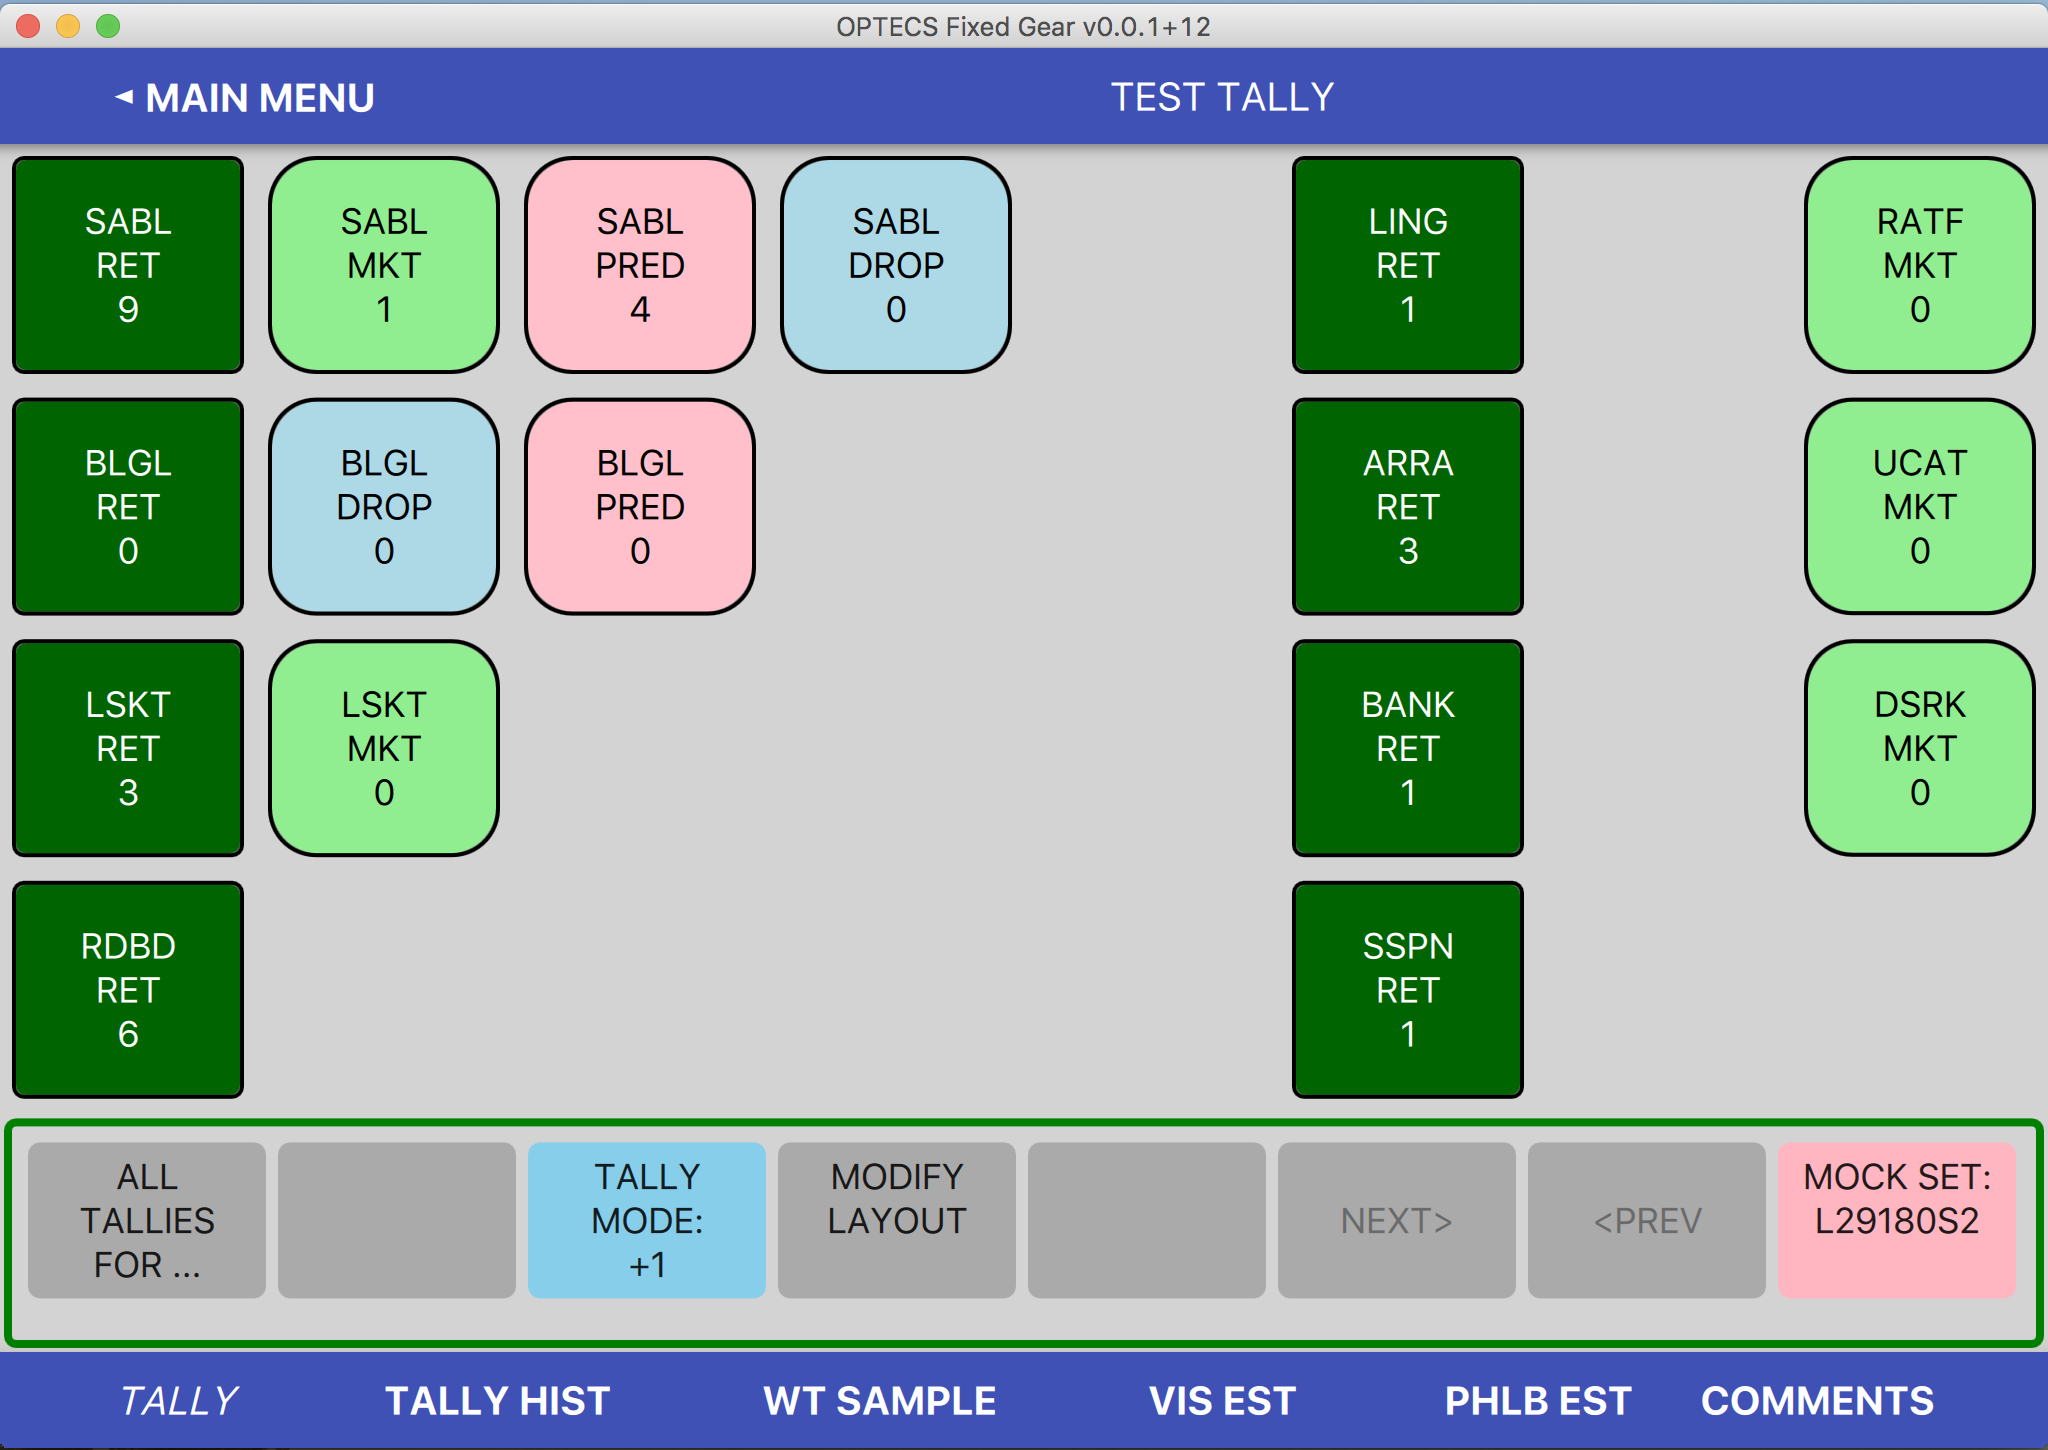 OPTECS Fixed Gear v0.0.1+12
◄ MAIN MENU
TEST TALLY
SABL
RET
9
SABL
MKT
1
SABL
PRED
4
SABL
DROP
0
LING
RET
1
RATF
MKT
0
BLGL
RET
0
BLGL
DROP
0
BLGL
PRED
0
ARRA
RET
3
UCAT
MKT
0
LSKT
RET
3
LSKT
MKT
0
BANK
RET
1
DSRK
MKT
0
RDBD
RET
6
SSPN
RET
1
ALL
TALLIES
FOR ...
TALLY
MODE:
+1
MODIFY
LAYOUT
NEXT>
<PREV
MOCK SET:
L29180S2
TALLY
TALLY HIST
WT SAMPLE
VIS EST
PHLB EST
COMMENTS